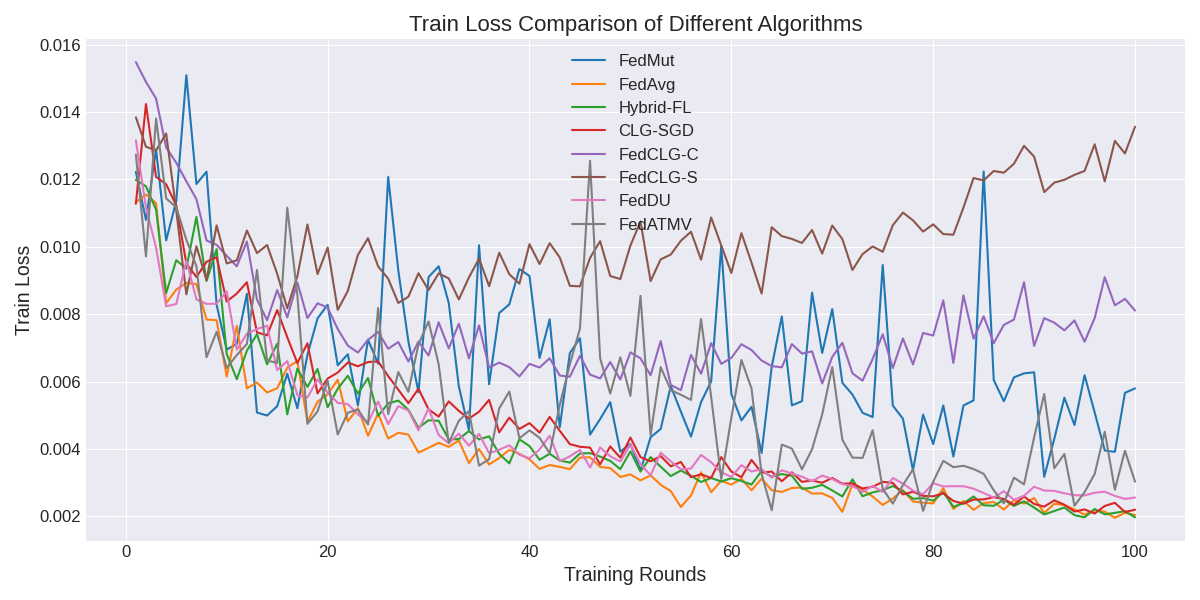 Train Loss Comparison of Different Algorithms
0.016
0.014
0.012
0.010
0.008
0.006
0.004
0.002
Train Loss
FedMut
FedAvg
Hybrid-FL
CLG-SGD
FedCLG-C
FedCLG-S
FedDU
FedATMV
0 20 40 60 80 100
Training Rounds